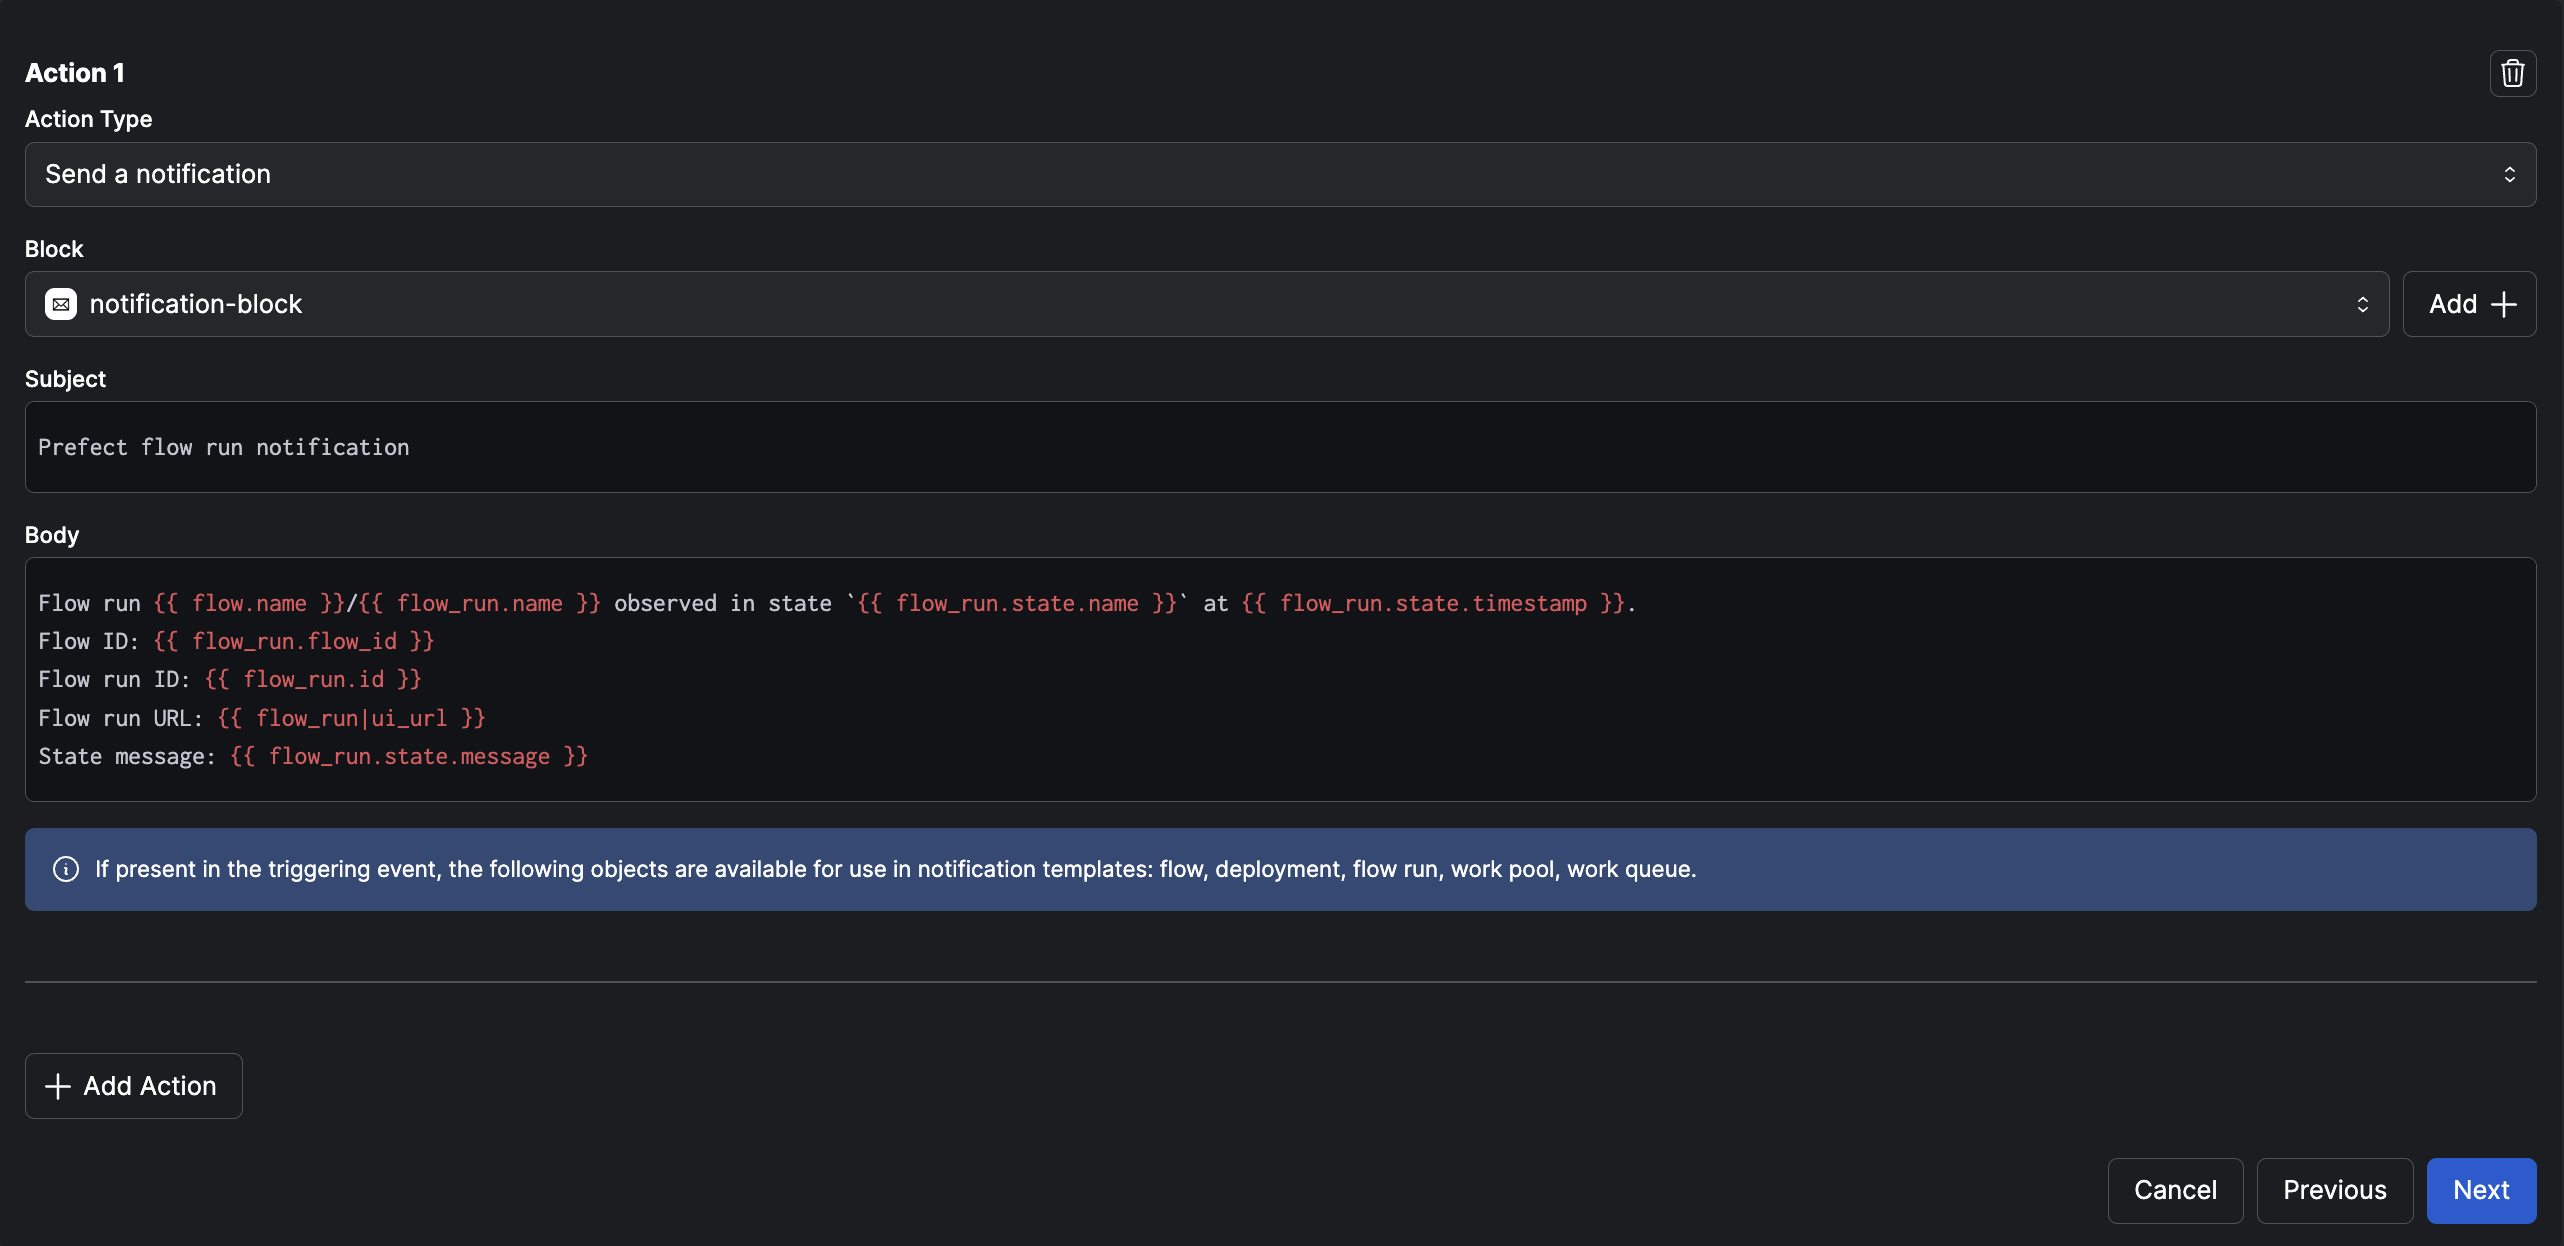 Action 1
Action Type
Send a notification
Block
notification-block
Add
Subject
Prefect flow run notification
Body
Flow run {{ flow.name }}/{{ flow_run.name }} observed in state `{{ flow_run.state.name }}` at {{ flow_run.state.timestamp }}.
Flow ID: {{ flow_run.flow_id }}
Flow run ID: {{ flow_run.id }}
Flow run URL: {{ flow_run|ui_url }}
State message: {{ flow_run.state.message }}
If present in the triggering event, the following objects are available for use in notification templates: flow, deployment, flow run, work pool, work queue.
Add Action
Cancel
Previous
Next